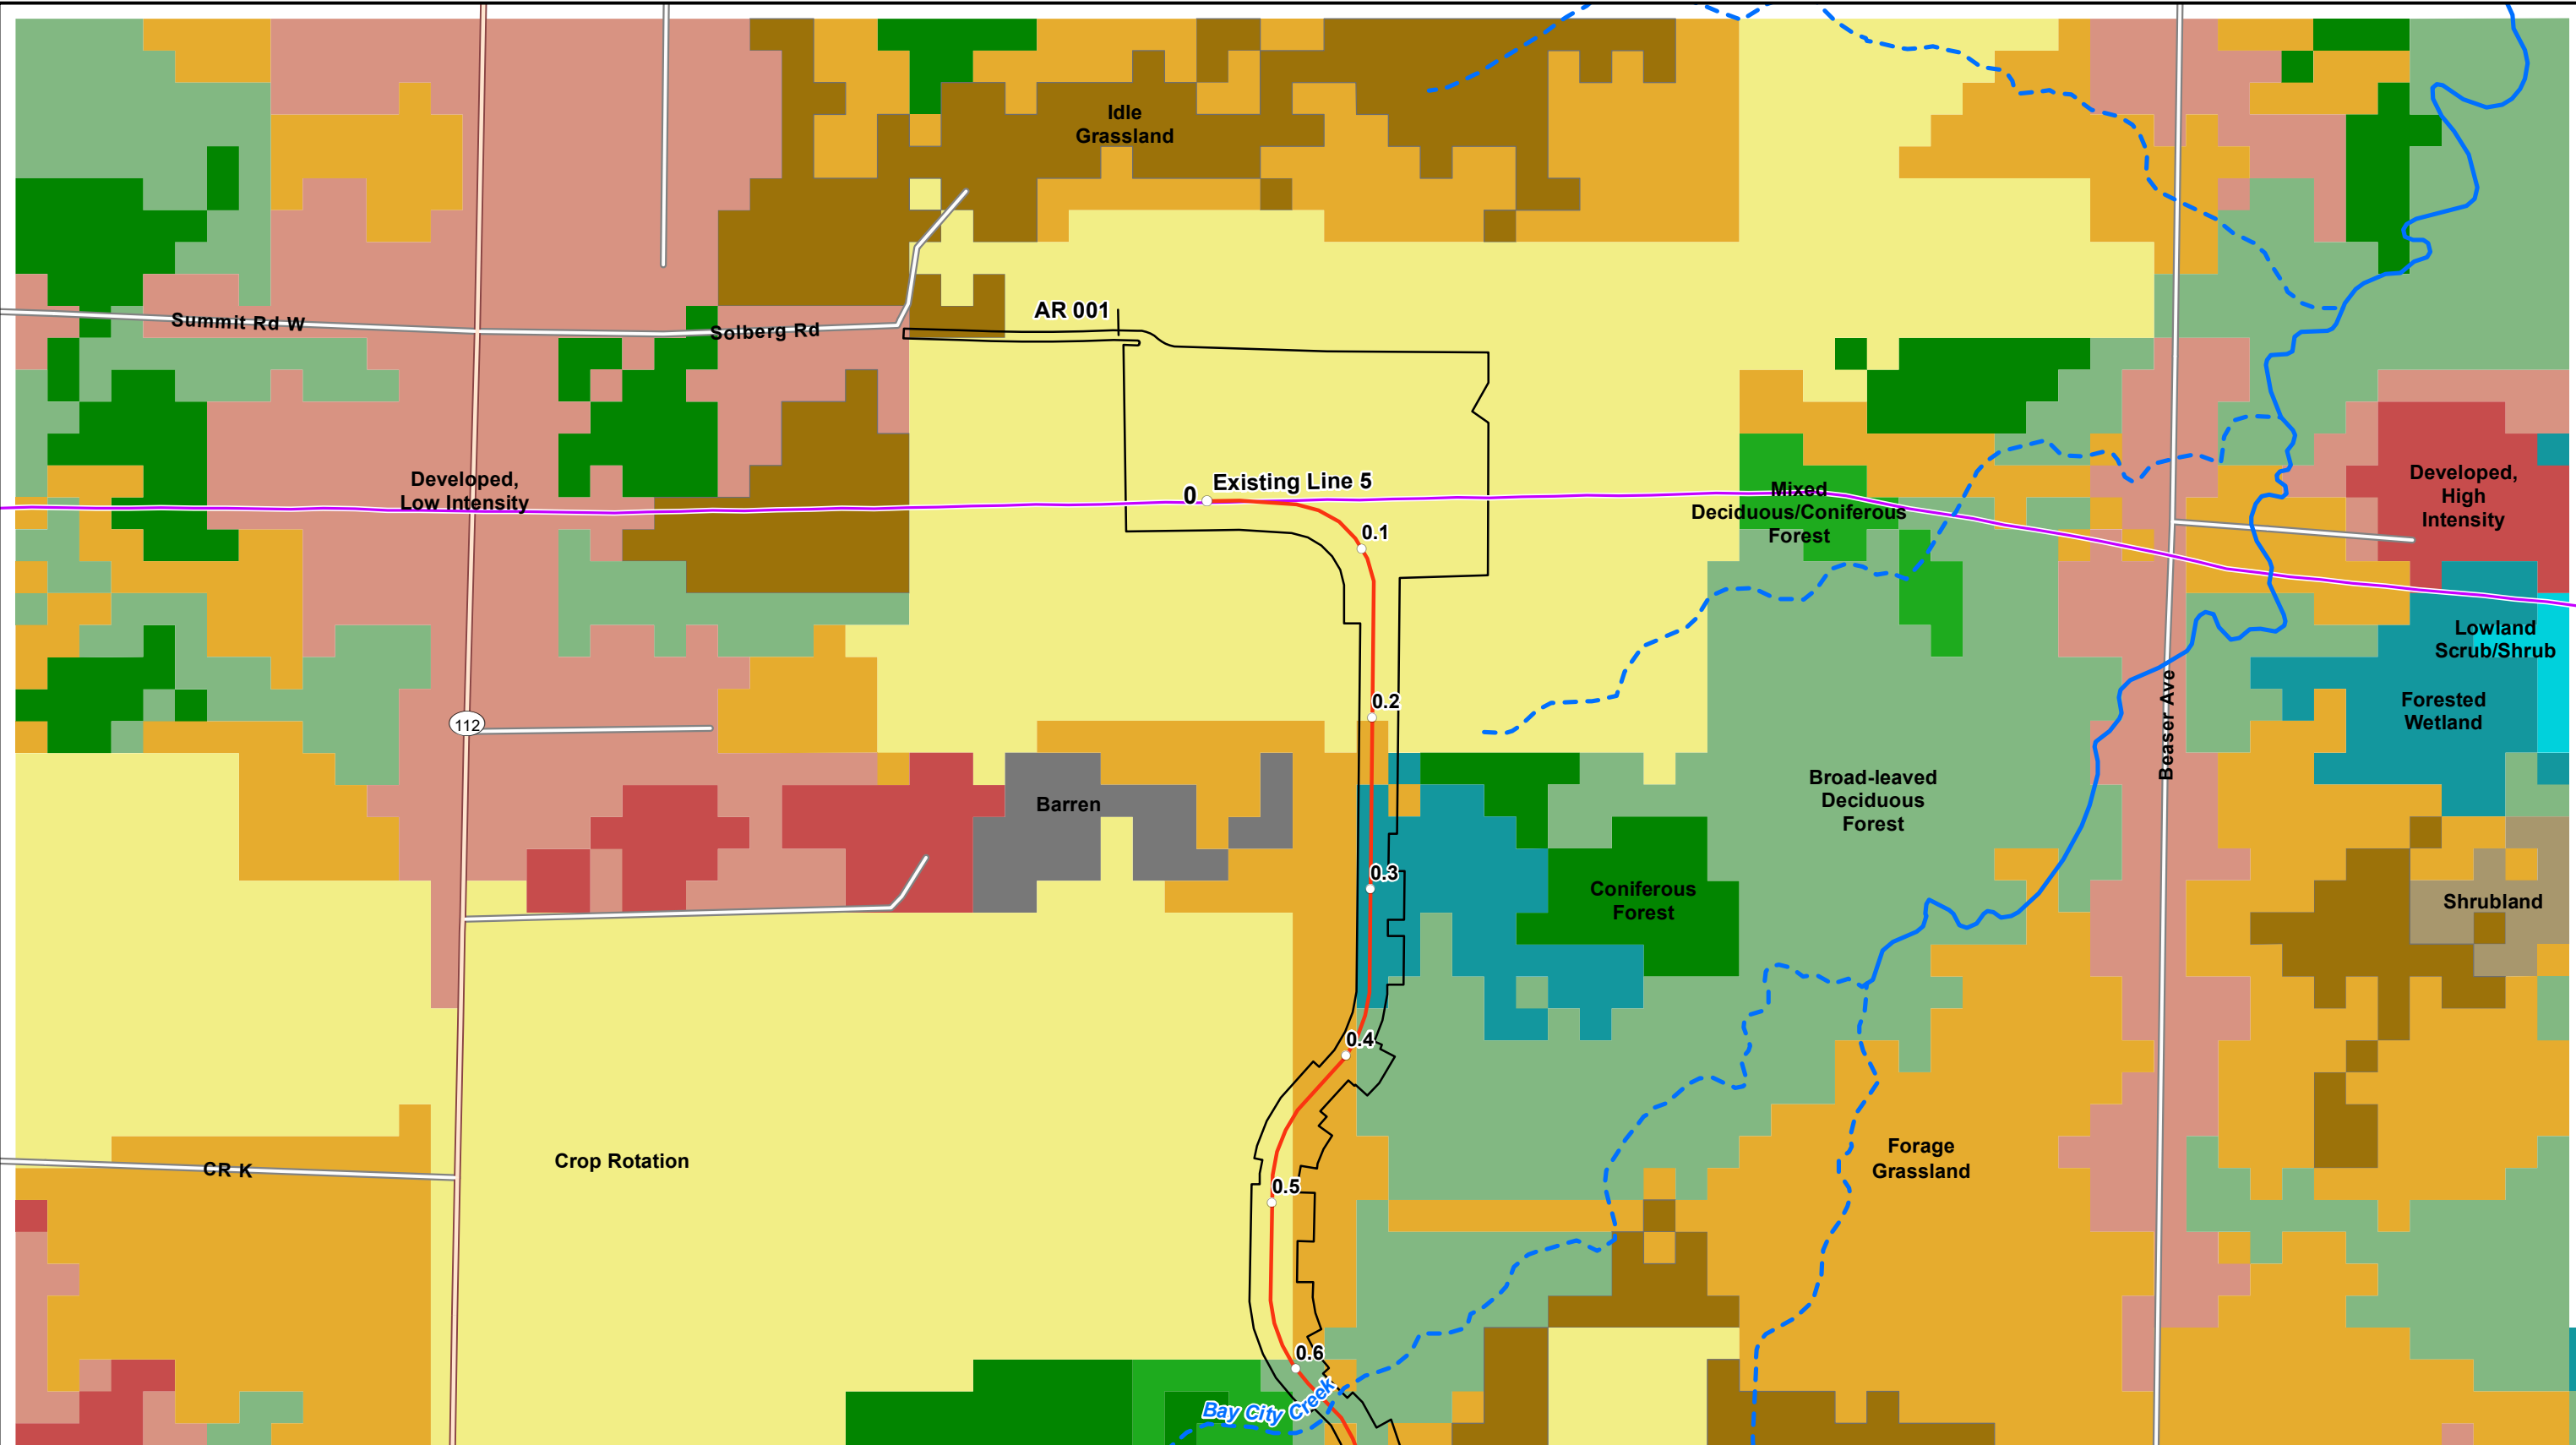 Idle
Grassland
AR 001
Summit Rd W
Solberg Rd
Developed,
Low Intensity
Existing Line 5
0
0.1
Mixed
Deciduous/Coniferous
Forest
Developed,
High
Intensity
Lowland
Scrub/Shrub
0.2
Forested
Wetland
112
Beaser Ave
Barren
Broad-leaved
Deciduous
Forest
0.3
Coniferous
Forest
Shrubland
0.4
CR K
Crop Rotation
Forage
Grassland
0.5
0.6
Bay City Creek